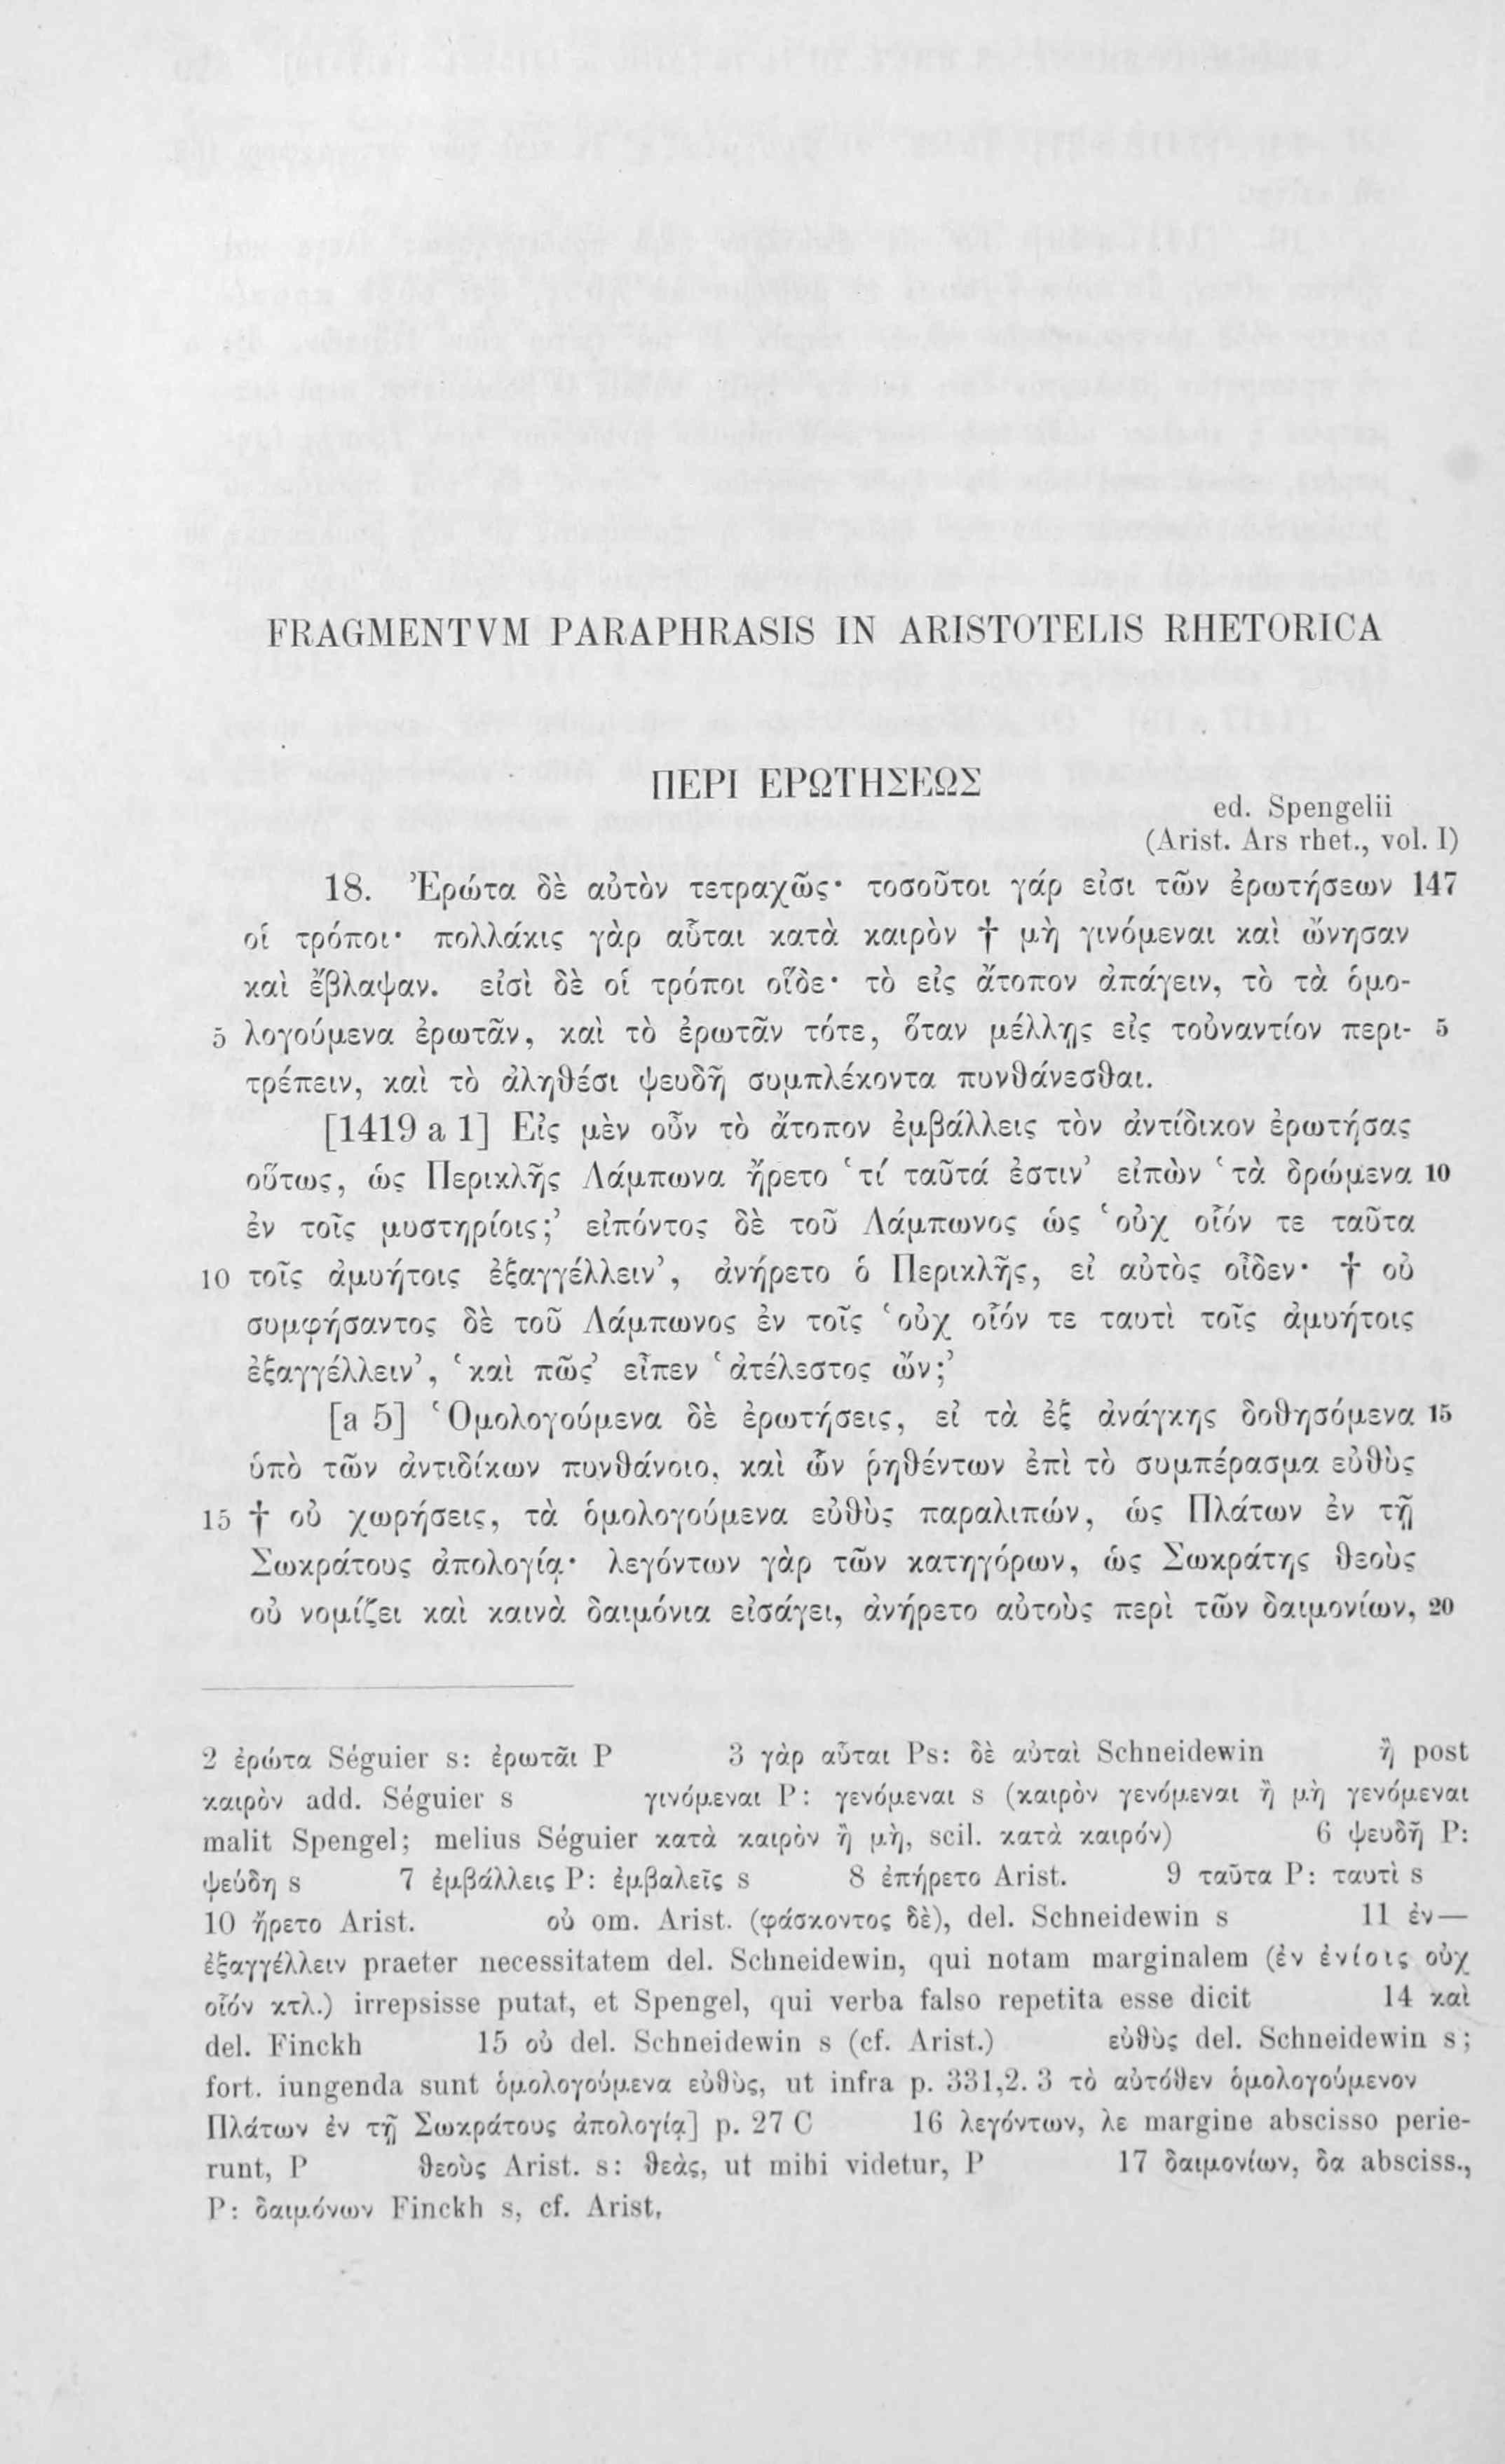 FRAGMENTVM PARAPHRASIS IN ARISTOTELIS RHETORICA
ΠΕΡΙ ΕΡΩΤΗΣΕΩΣ
ed. Spengelii
(Arist. Ars rhet., vol. I)
18. Ἐρώτα δὲ αὐτὸν τετραχῶς· τοσοῦτοι γάρ εἰσι τῶν ἐρωτήσεων 147
οἱ τρόποι· πολλάκις γὰρ αὗται κατὰ καιρὸν † μὴ γινόμεναι καὶ ὤνησαν
καὶ ἔβλαψαν. εἰσὶ δὲ οἱ τρόποι οἵδε· τὸ εἰς ἄτοπον ἀπάγειν, τὸ τὰ ὁμο-
5 λογούμενα ἐρωτᾶν, καὶ τὸ ἐρωτᾶν τότε, ὅταν μέλλῃς εἰς τοὐναντίον περι- 5
τρέπειν, καὶ τὸ ἀληθέσι ψευδῆ συμπλέκοντα πυνθάνεσθαι.
[1419 a 1] Εἰς μὲν οὖν τὸ ἄτοπον ἐμβάλλεις τὸν ἀντίδικον ἐρωτήσας
οὕτως, ὡς Περικλῆς Λάμπωνα ἤρετο ‘τί ταῦτά ἐστιν’ εἰπὼν ‘τὰ δρώμενα 10
ἐν τοῖς μυστηρίοις;’ εἰπόντος δὲ τοῦ Λάμπωνος ὡς ‘οὐχ οἷόν τε ταῦτα
10 τοῖς ἀμυήτοις ἐξαγγέλλειν’, ἀνήρετο ὁ Περικλῆς, εἰ αὐτὸς οἶδεν· † οὐ
συμφήσαντος δὲ τοῦ Λάμπωνος ἐν τοῖς ‘οὐχ οἷόν τε ταυτὶ τοῖς ἀμυήτοις
ἐξαγγέλλειν’, ‘καὶ πῶς’ εἶπεν ‘ἀτέλεστος ὤν;’
[a 5] Ὁμολογούμενα δὲ ἐρωτήσεις, εἰ τὰ ἐξ ἀνάγκης δοθησόμενα 15
ὑπὸ τῶν ἀντιδίκων πυνθάνοιο, καὶ ὧν ῥηθέντων ἐπὶ τὸ συμπέρασμα εὐθὺς
15 † οὐ χωρήσεις, τὰ ὁμολογούμενα εὐθὺς παραλιπών, ὡς Πλάτων ἐν τῇ
Σωκράτους ἀπολογίᾳ· λεγόντων γὰρ τῶν κατηγόρων, ὡς Σωκράτης θεοὺς
οὐ νομίζει καὶ καινὰ δαιμόνια εἰσάγει, ἀνήρετο αὐτοὺς περὶ τῶν δαιμονίων, 20
2 ἐρώτα Séguier s: ἐρωτᾶι P 3 γὰρ αὗται Ps: δὲ αὐταὶ Schneidewin ἢ post
καιρὸν add. Séguier s γινόμεναι P: γενόμεναι s (καιρὸν γενόμεναι ἢ μὴ γενόμεναι
malit Spengel; melius Séguier κατὰ καιρὸν ἢ μὴ, scil. κατὰ καιρόν) 6 ψευδῆ P:
ψεύδη s 7 ἐμβάλλεις P: ἐμβαλεῖς s 8 ἐπήρετο Arist. 9 ταῦτα P: ταυτὶ s
10 ἤρετο Arist. οὐ om. Arist. (φάσκοντος δὲ), del. Schneidewin s 11 ἐν—
ἐξαγγέλλειν praeter necessitatem del. Schneidewin, qui notam marginalem (ἐν ἐνίοις οὐχ
οἷόν κτλ.) irrepsisse putat, et Spengel, qui verba falso repetita esse dicit 14 καὶ
del. Finckh 15 οὐ del. Schneidewin s (cf. Arist.) εὐθὺς del. Schneidewin s;
fort. iungenda sunt ὁμολογούμενα εὐθὺς, ut infra p. 331,2. 3 τὸ αὐτόθεν ὁμολογούμενον
Πλάτων ἐν τῇ Σωκράτους ἀπολογίᾳ] p. 27 C 16 λεγόντων, λε margine abscisso perie-
runt, P θεοὺς Arist. s: θεὰς, ut mihi videtur, P 17 δαιμονίων, δα absciss.,
P: δαιμόνων Finckh s, cf. Arist.